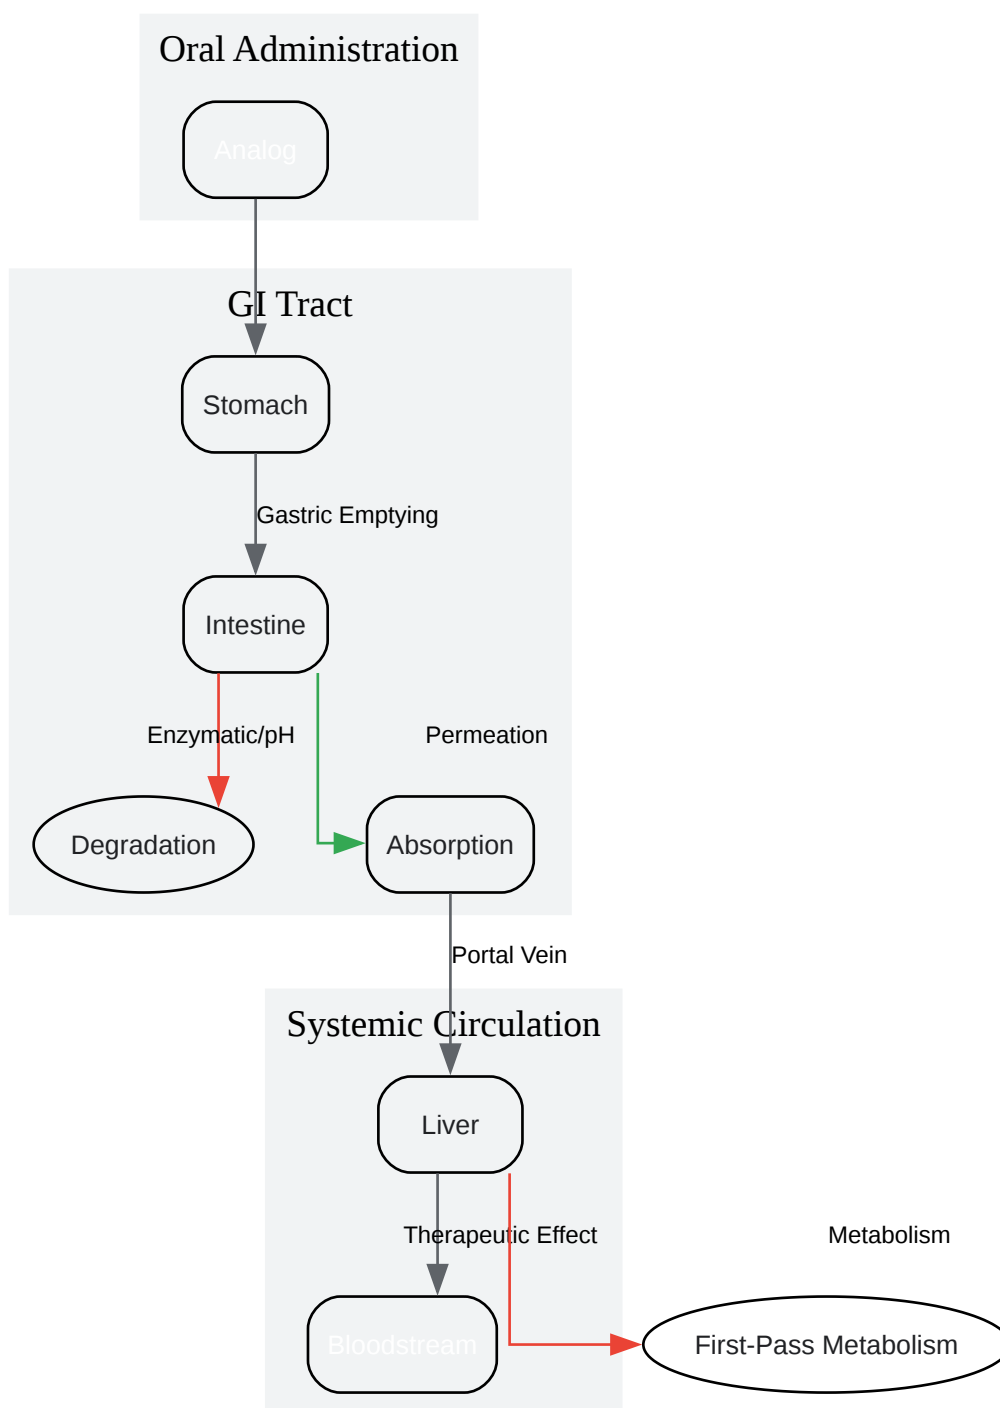 Oral Administration
Analog
GI Tract
Stomach
Gastric Emptying
Intestine
Enzymatic/pH
Permeation
Degradation
Absorption
Portal Vein
Systemic Circulation
Liver
Therapeutic Effect
Metabolism
Bloodstream
First-Pass Metabolism